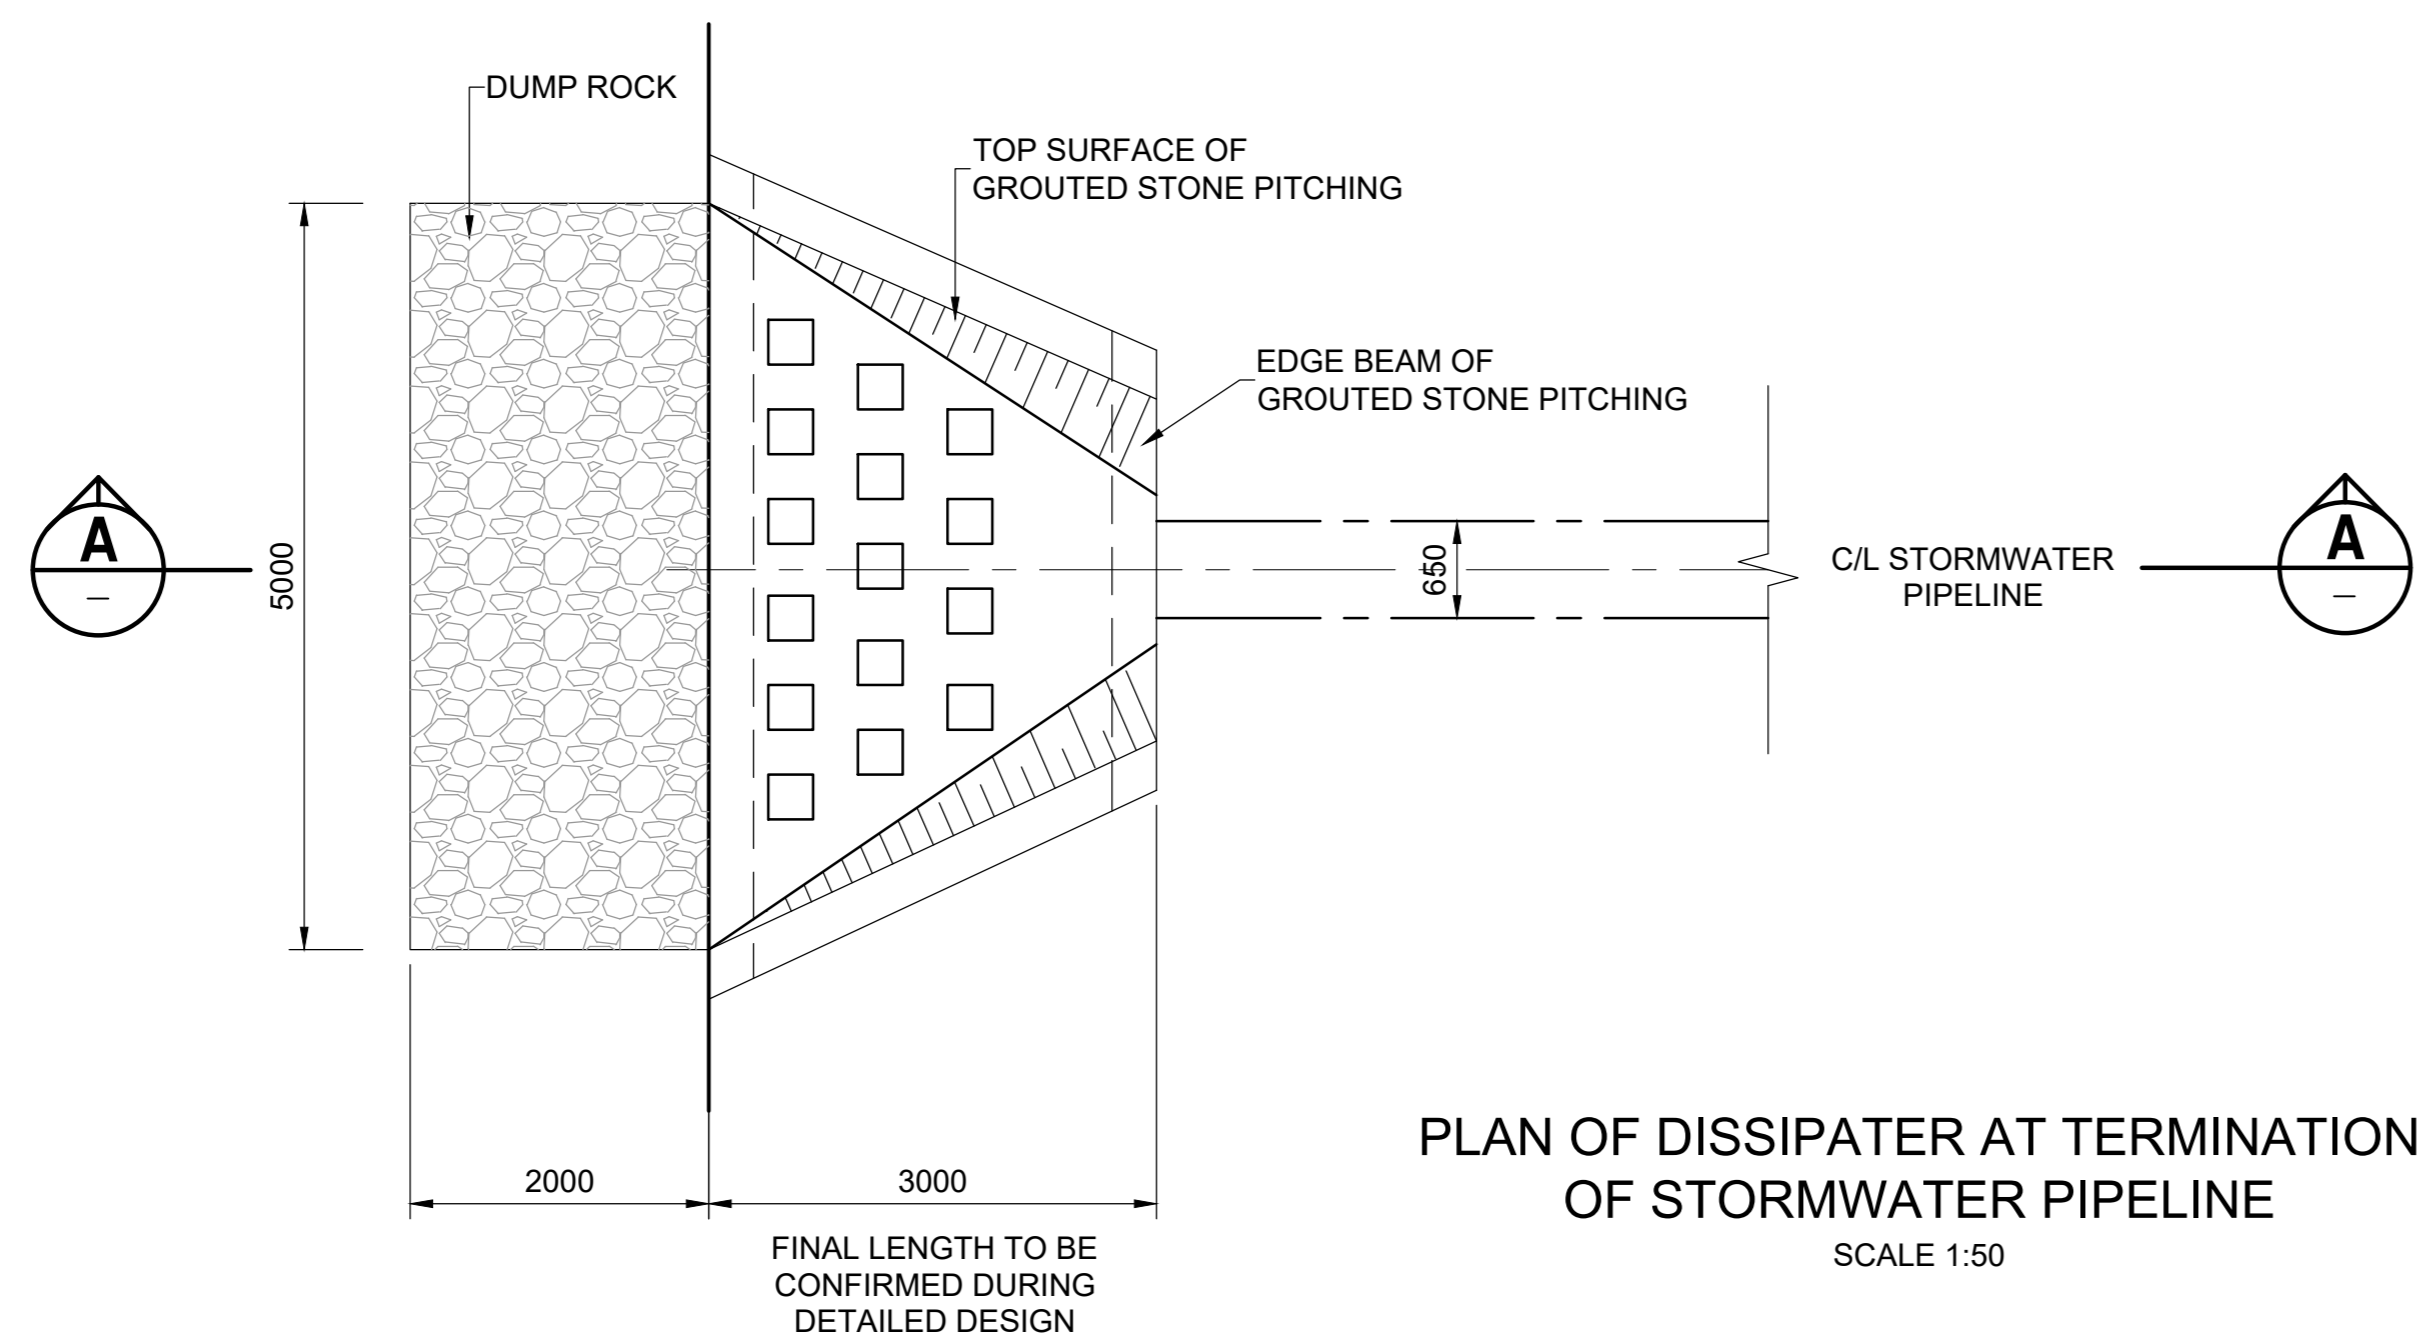 DUMP ROCK
TOP SURFACE OF
GROUTED STONE PITCHING
EDGE BEAM OF
GROUTED STONE PITCHING
A
–
5000
650
C/L STORMWATER
PIPELINE
A
–
2000
3000
FINAL LENGTH TO BE
CONFIRMED DURING
DETAILED DESIGN
PLAN OF DISSIPATER AT TERMINATION
OF STORMWATER PIPELINE
SCALE 1:50